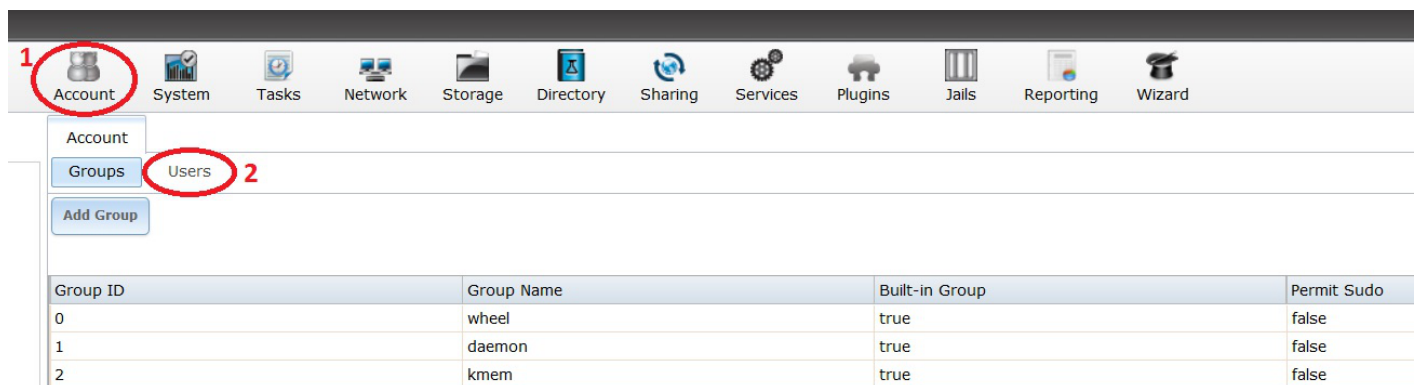 1
Account System Tasks Network Storage Directory Sharing Services Plugins Jails Reporting Wizard
Account
Groups Users 2
Add Group
Group ID Group Name Built-in Group Permit Sudo
0 wheel true false
1 daemon true false
2 kmem true false